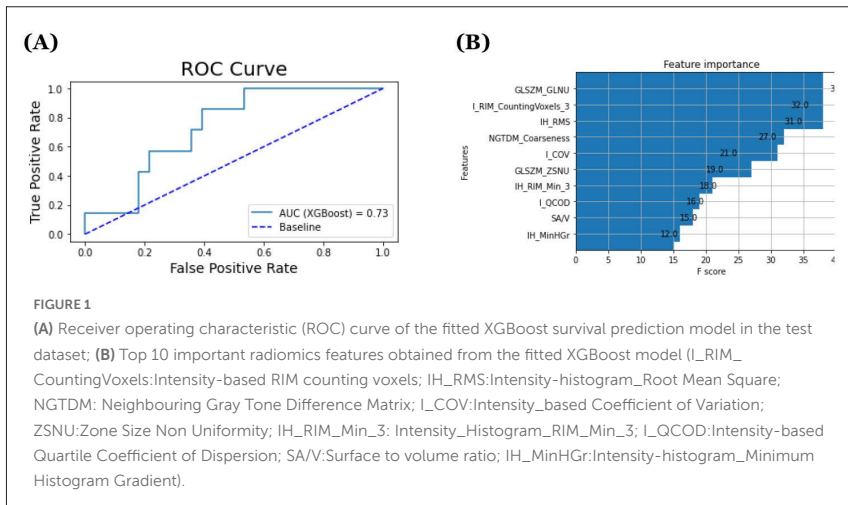 (A)
ROC Curve
True Positive Rate
1.0
0.8
0.6
0.4
0.2
0.0
AUC (XGBoost) = 0.73
Baseline
0.0 0.2 0.4 0.6 0.8 1.0
False Positive Rate
(B)
Feature importance
Features
GLSZM_GLNU 3
I_RIM_CountingVoxels_3 32.0
IH_RMS 31.0
NGTDM_Coarseness 27.0
I_COV 21.0
GLSZM_ZSNU 19.0
IH_RIM_Min_3 18.0
I_QCOD 16.0
SA/V 15.0
IH_MinHGr 12.0
0 5 10 15 20 25 30 35 4
F score
FIGURE 1
(A) Receiver operating characteristic (ROC) curve of the fitted XGBoost survival prediction model in the test
dataset; (B) Top 10 important radiomics features obtained from the fitted XGBoost model (I_RIM_
CountingVoxels:Intensity-based RIM counting voxels; IH_RMS:Intensity-histogram_Root Mean Square;
NGTDM: Neighbouring Gray Tone Difference Matrix; I_COV:Intensity_based Coefficient of Variation;
ZSNU:Zone Size Non Uniformity; IH_RIM_Min_3: Intensity_Histogram_RIM_Min_3; I_QCOD:Intensity-based
Quartile Coefficient of Dispersion; SA/V:Surface to volume ratio; IH_MinHGr:Intensity-histogram_Minimum
Histogram Gradient).